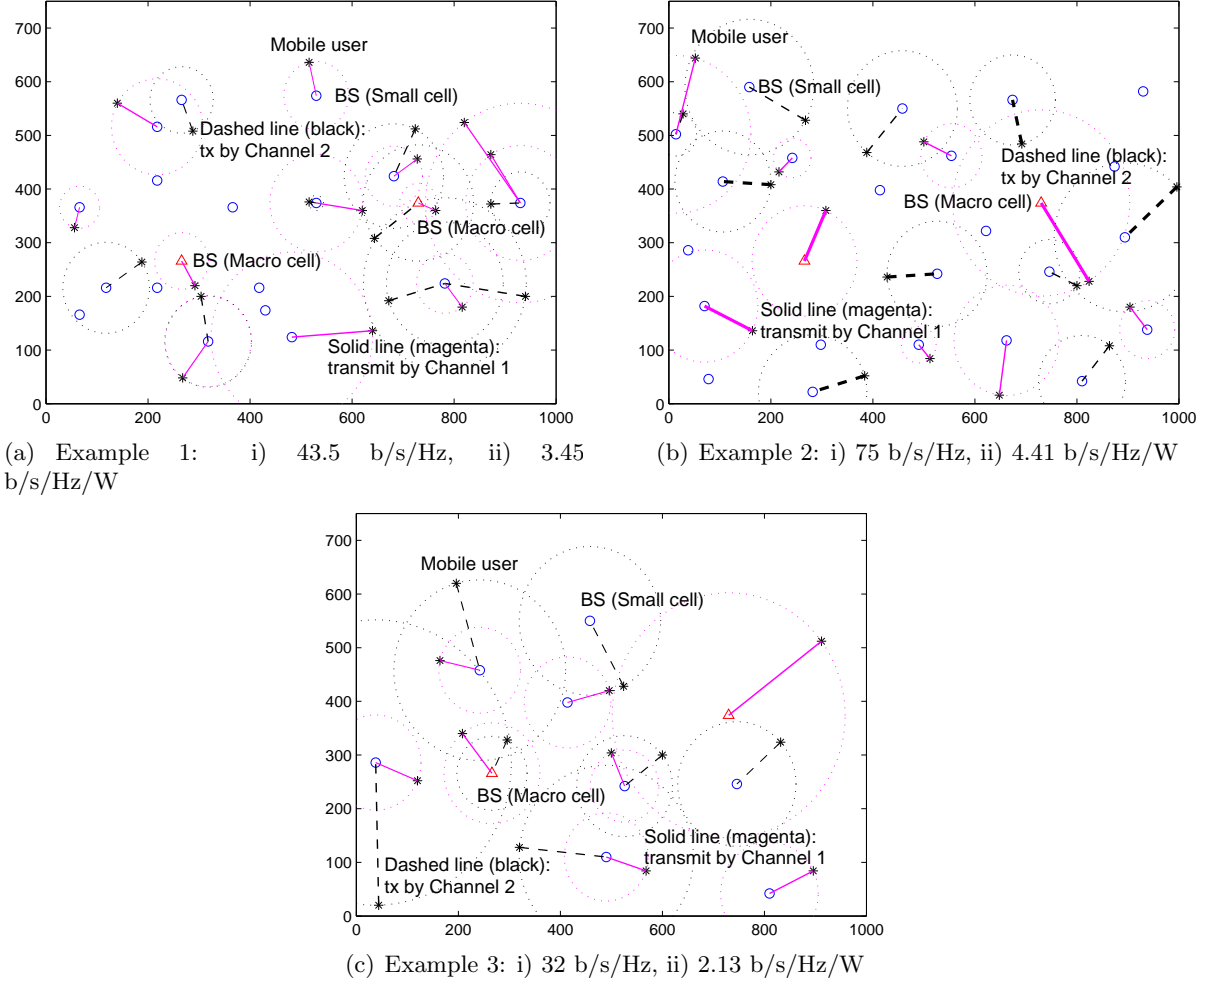 700
600
500
400
300
200
100
0
0
200
400
600
800
1000
Mobile user
BS (Small cell)
Dashed line (black):
tx by Channel 2
BS (Macro cell)
BS (Macro cell)
Solid line (magenta):
transmit by Channel 1
(a) Example 1: i) 43.5 b/s/Hz, ii) 3.45
b/s/Hz/W
700
600
500
400
300
200
100
0
0
200
400
600
800
1000
Mobile user
BS (Small cell)
Dashed line (black):
tx by Channel 2
BS (Macro cell)
Solid line (magenta):
transmit by Channel 1
(b) Example 2: i) 75 b/s/Hz, ii) 4.41 b/s/Hz/W
700
600
500
400
300
200
100
0
0
200
400
600
800
1000
Mobile user
BS (Small cell)
BS (Macro cell)
Solid line (magenta):
transmit by Channel 1
Dashed line (black):
tx by Channel 2
(c) Example 3: i) 32 b/s/Hz, ii) 2.13 b/s/Hz/W